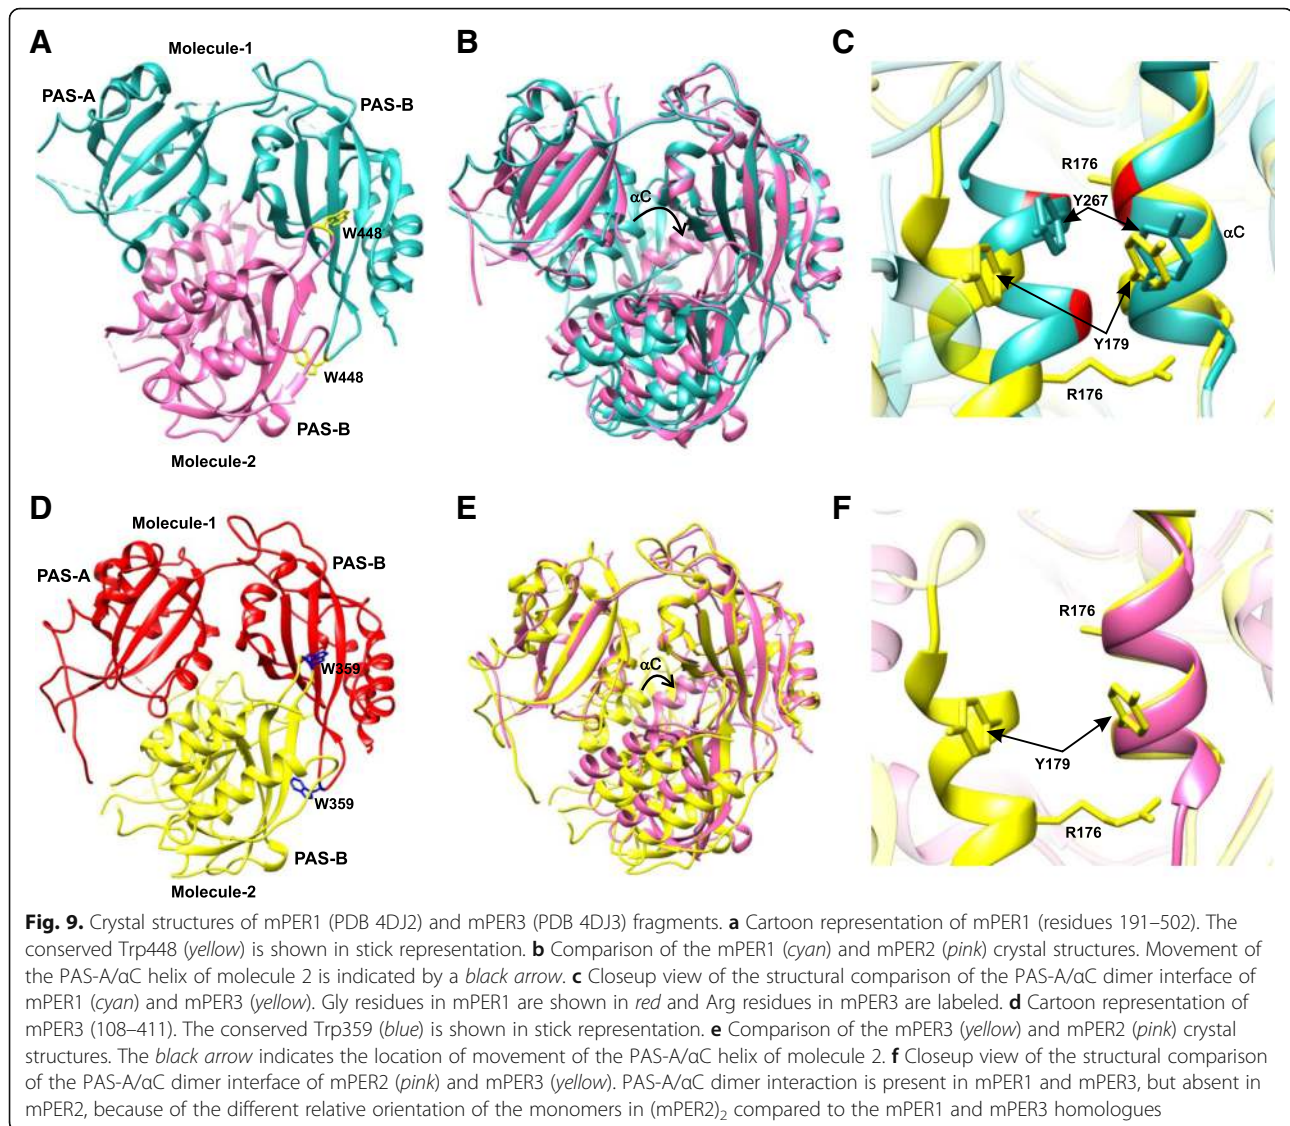 A
Molecule-1
PAS-A
PAS-B
W448
W448
PAS-B
Molecule-2
B
αC
C
R176
Y267
αC
Y179
R176
D
Molecule-1
PAS-A
PAS-B
W359
W359
PAS-B
Molecule-2
E
αC
F
R176
Y179
R176
Fig. 9. Crystal structures of mPER1 (PDB 4DJ2) and mPER3 (PDB 4DJ3) fragments. a Cartoon representation of mPER1 (residues 191–502). The
conserved Trp448 (yellow) is shown in stick representation. b Comparison of the mPER1 (cyan) and mPER2 (pink) crystal structures. Movement of
the PAS-A/αC helix of molecule 2 is indicated by a black arrow. c Closeup view of the structural comparison of the PAS-A/αC dimer interface of
mPER1 (cyan) and mPER3 (yellow). Gly residues in mPER1 are shown in red and Arg residues in mPER3 are labeled. d Cartoon representation of
mPER3 (108–411). The conserved Trp359 (blue) is shown in stick representation. e Comparison of the mPER3 (yellow) and mPER2 (pink) crystal
structures. The black arrow indicates the location of movement of the PAS-A/αC helix of molecule 2. f Closeup view of the structural comparison
of the PAS-A/αC dimer interface of mPER2 (pink) and mPER3 (yellow). PAS-A/αC dimer interaction is present in mPER1 and mPER3, but absent in
mPER2, because of the different relative orientation of the monomers in (mPER2)₂ compared to the mPER1 and mPER3 homologues